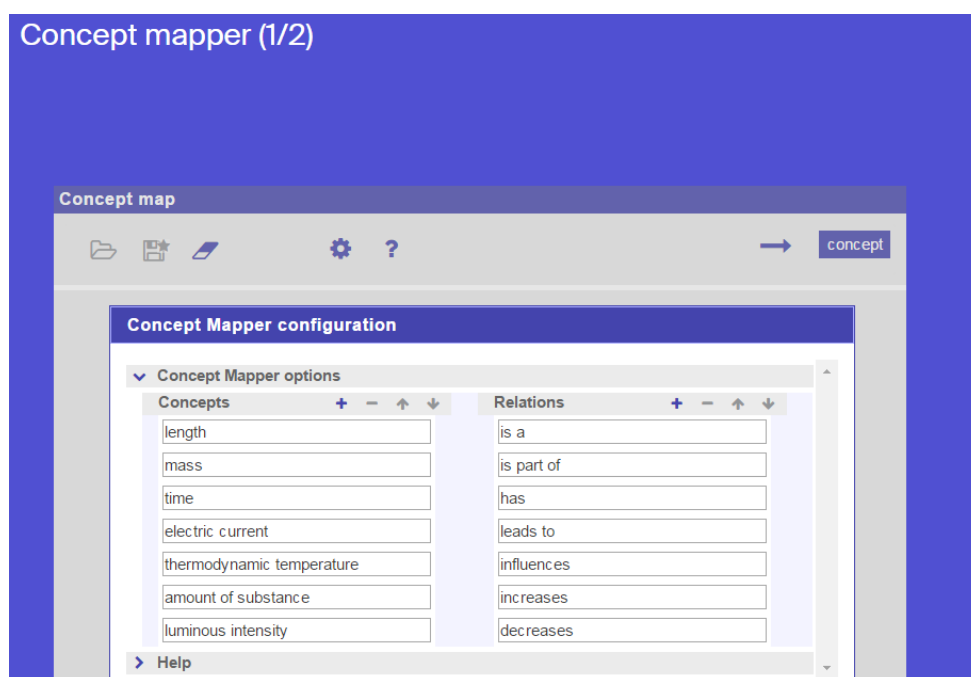 Concept mapper (1/2)
Concept map
?
concept
Concept Mapper configuration
Concept Mapper options
Concepts + − Relations + −
length is a
mass is part of
time has
electric current leads to
thermodynamic temperature influences
amount of substance increases
luminous intensity decreases
Help